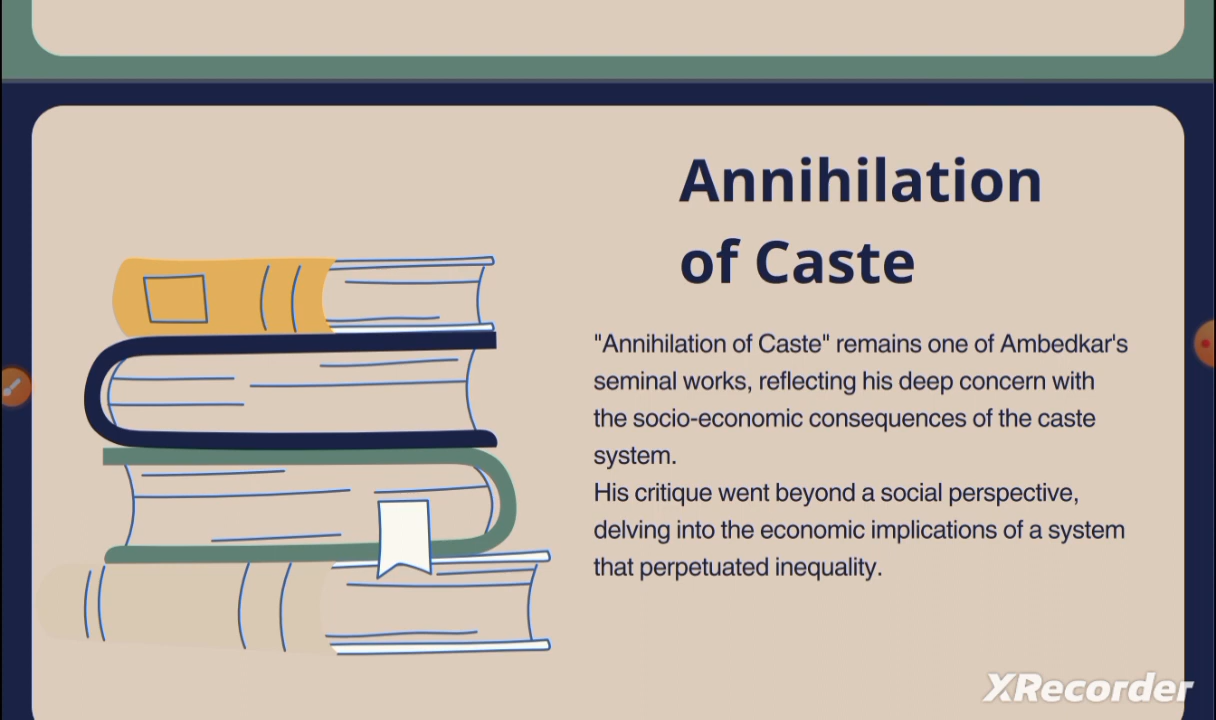 Annihilation
of Caste
"Annihilation of Caste" remains one of Ambedkar's
seminal works, reflecting his deep concern with
the socio-economic consequences of the caste
system.
His critique went beyond a social perspective,
delving into the economic implications of a system
that perpetuated inequality.
XRecorder